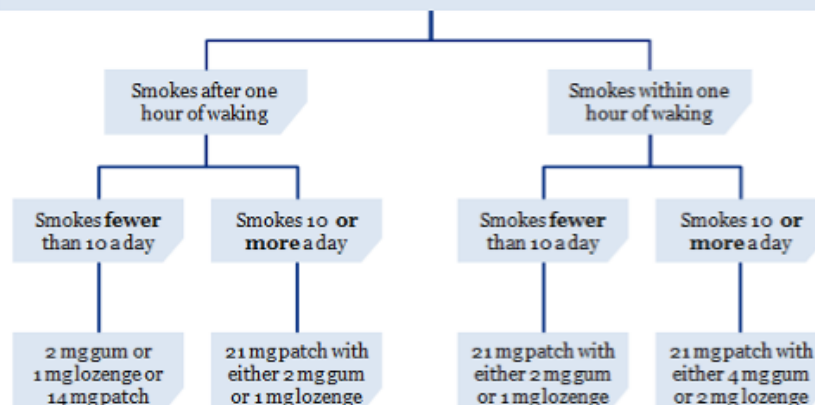 Smokes after one
hour of waking
Smokes within one
hour of waking
Smokes fewer
than 10 a day
Smokes 10 or
more a day
Smokes fewer
than 10 a day
Smokes 10 or
more a day
2 mg gum or
1 mg lozenge or
14 mg patch
21 mg patch with
either 2 mg gum
or 1 mg lozenge
21 mg patch with
either 2 mg gum
or 1 mg lozenge
21 mg patch with
either 4 mg gum
or 2 mg lozenge